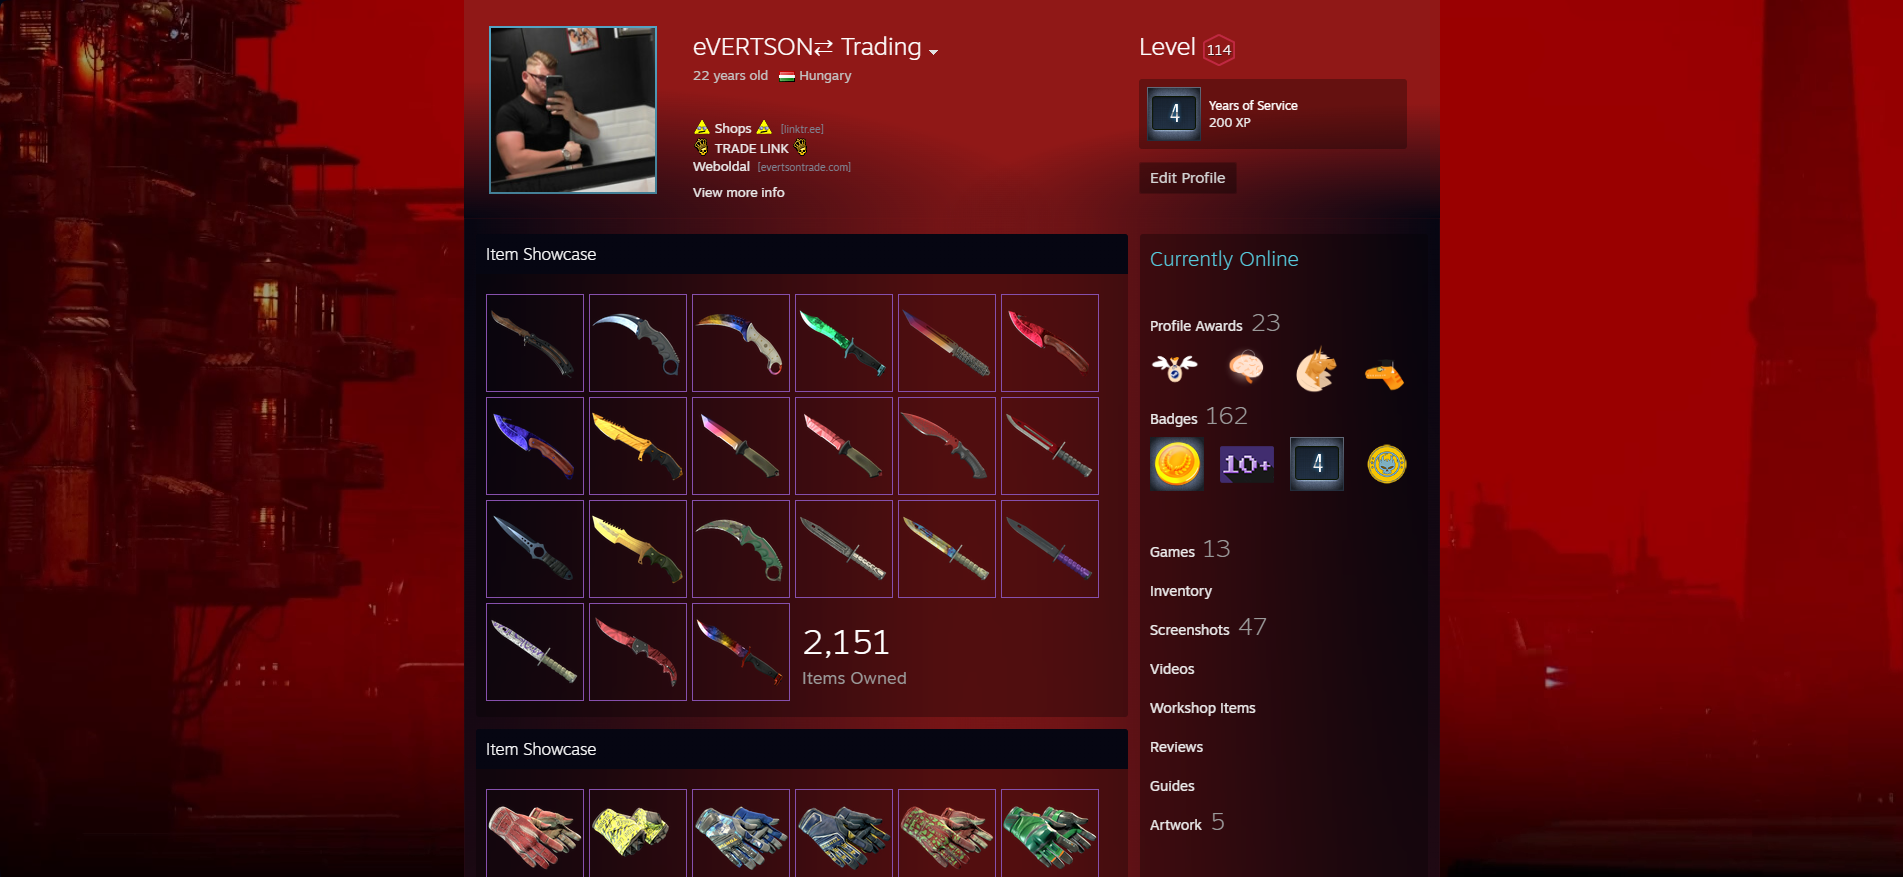 eVERTSON⇄ Trading
22 years old Hungary
Shops [linktr.ee]
TRADE LINK
Weboldal [evertsontrade.com]
View more info
Level 114
4
Years of Service
200 XP
Edit Profile
Item Showcase
2,151
Items Owned
Item Showcase
Currently Online
Profile Awards 23
Badges 162
10+
4
Games 13
Inventory
Screenshots 47
Videos
Workshop Items
Reviews
Guides
Artwork 5